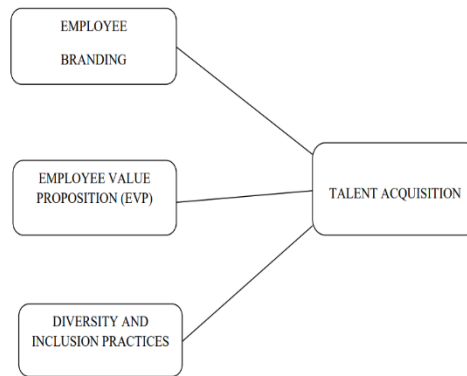 EMPLOYEE
BRANDING
EMPLOYEE VALUE
PROPOSITION (EVP)
TALENT ACQUISITION
DIVERSITY AND
INCLUSION PRACTICES